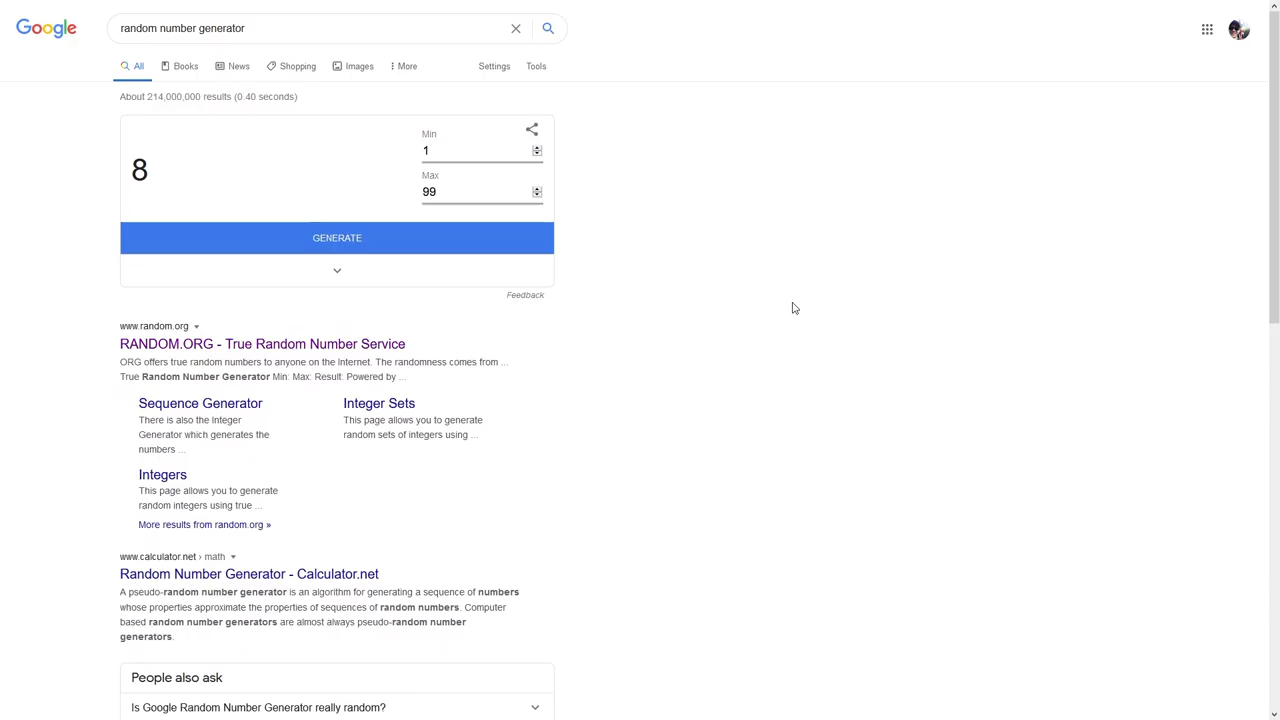 Google
random number generator
All
Books
News
Shopping
Images
More
Settings
Tools
About 214,000,000 results (0.40 seconds)
8
Min
1
Max
99
GENERATE
Feedback
www.random.org
RANDOM.ORG - True Random Number Service
ORG offers true random numbers to anyone on the Internet. The randomness comes from ...
True Random Number Generator Min: Max: Result: Powered by ...
Sequence Generator
There is also the Integer
Generator which generates the
numbers ...
Integer Sets
This page allows you to generate
random sets of integers using ...
Integers
This page allows you to generate
random integers using true ...
More results from random.org »
www.calculator.net › math
Random Number Generator - Calculator.net
A pseudo-random number generator is an algorithm for generating a sequence of numbers
whose properties approximate the properties of sequences of random numbers. Computer
based random number generators are almost always pseudo-random number
generators.
People also ask
Is Google Random Number Generator really random?